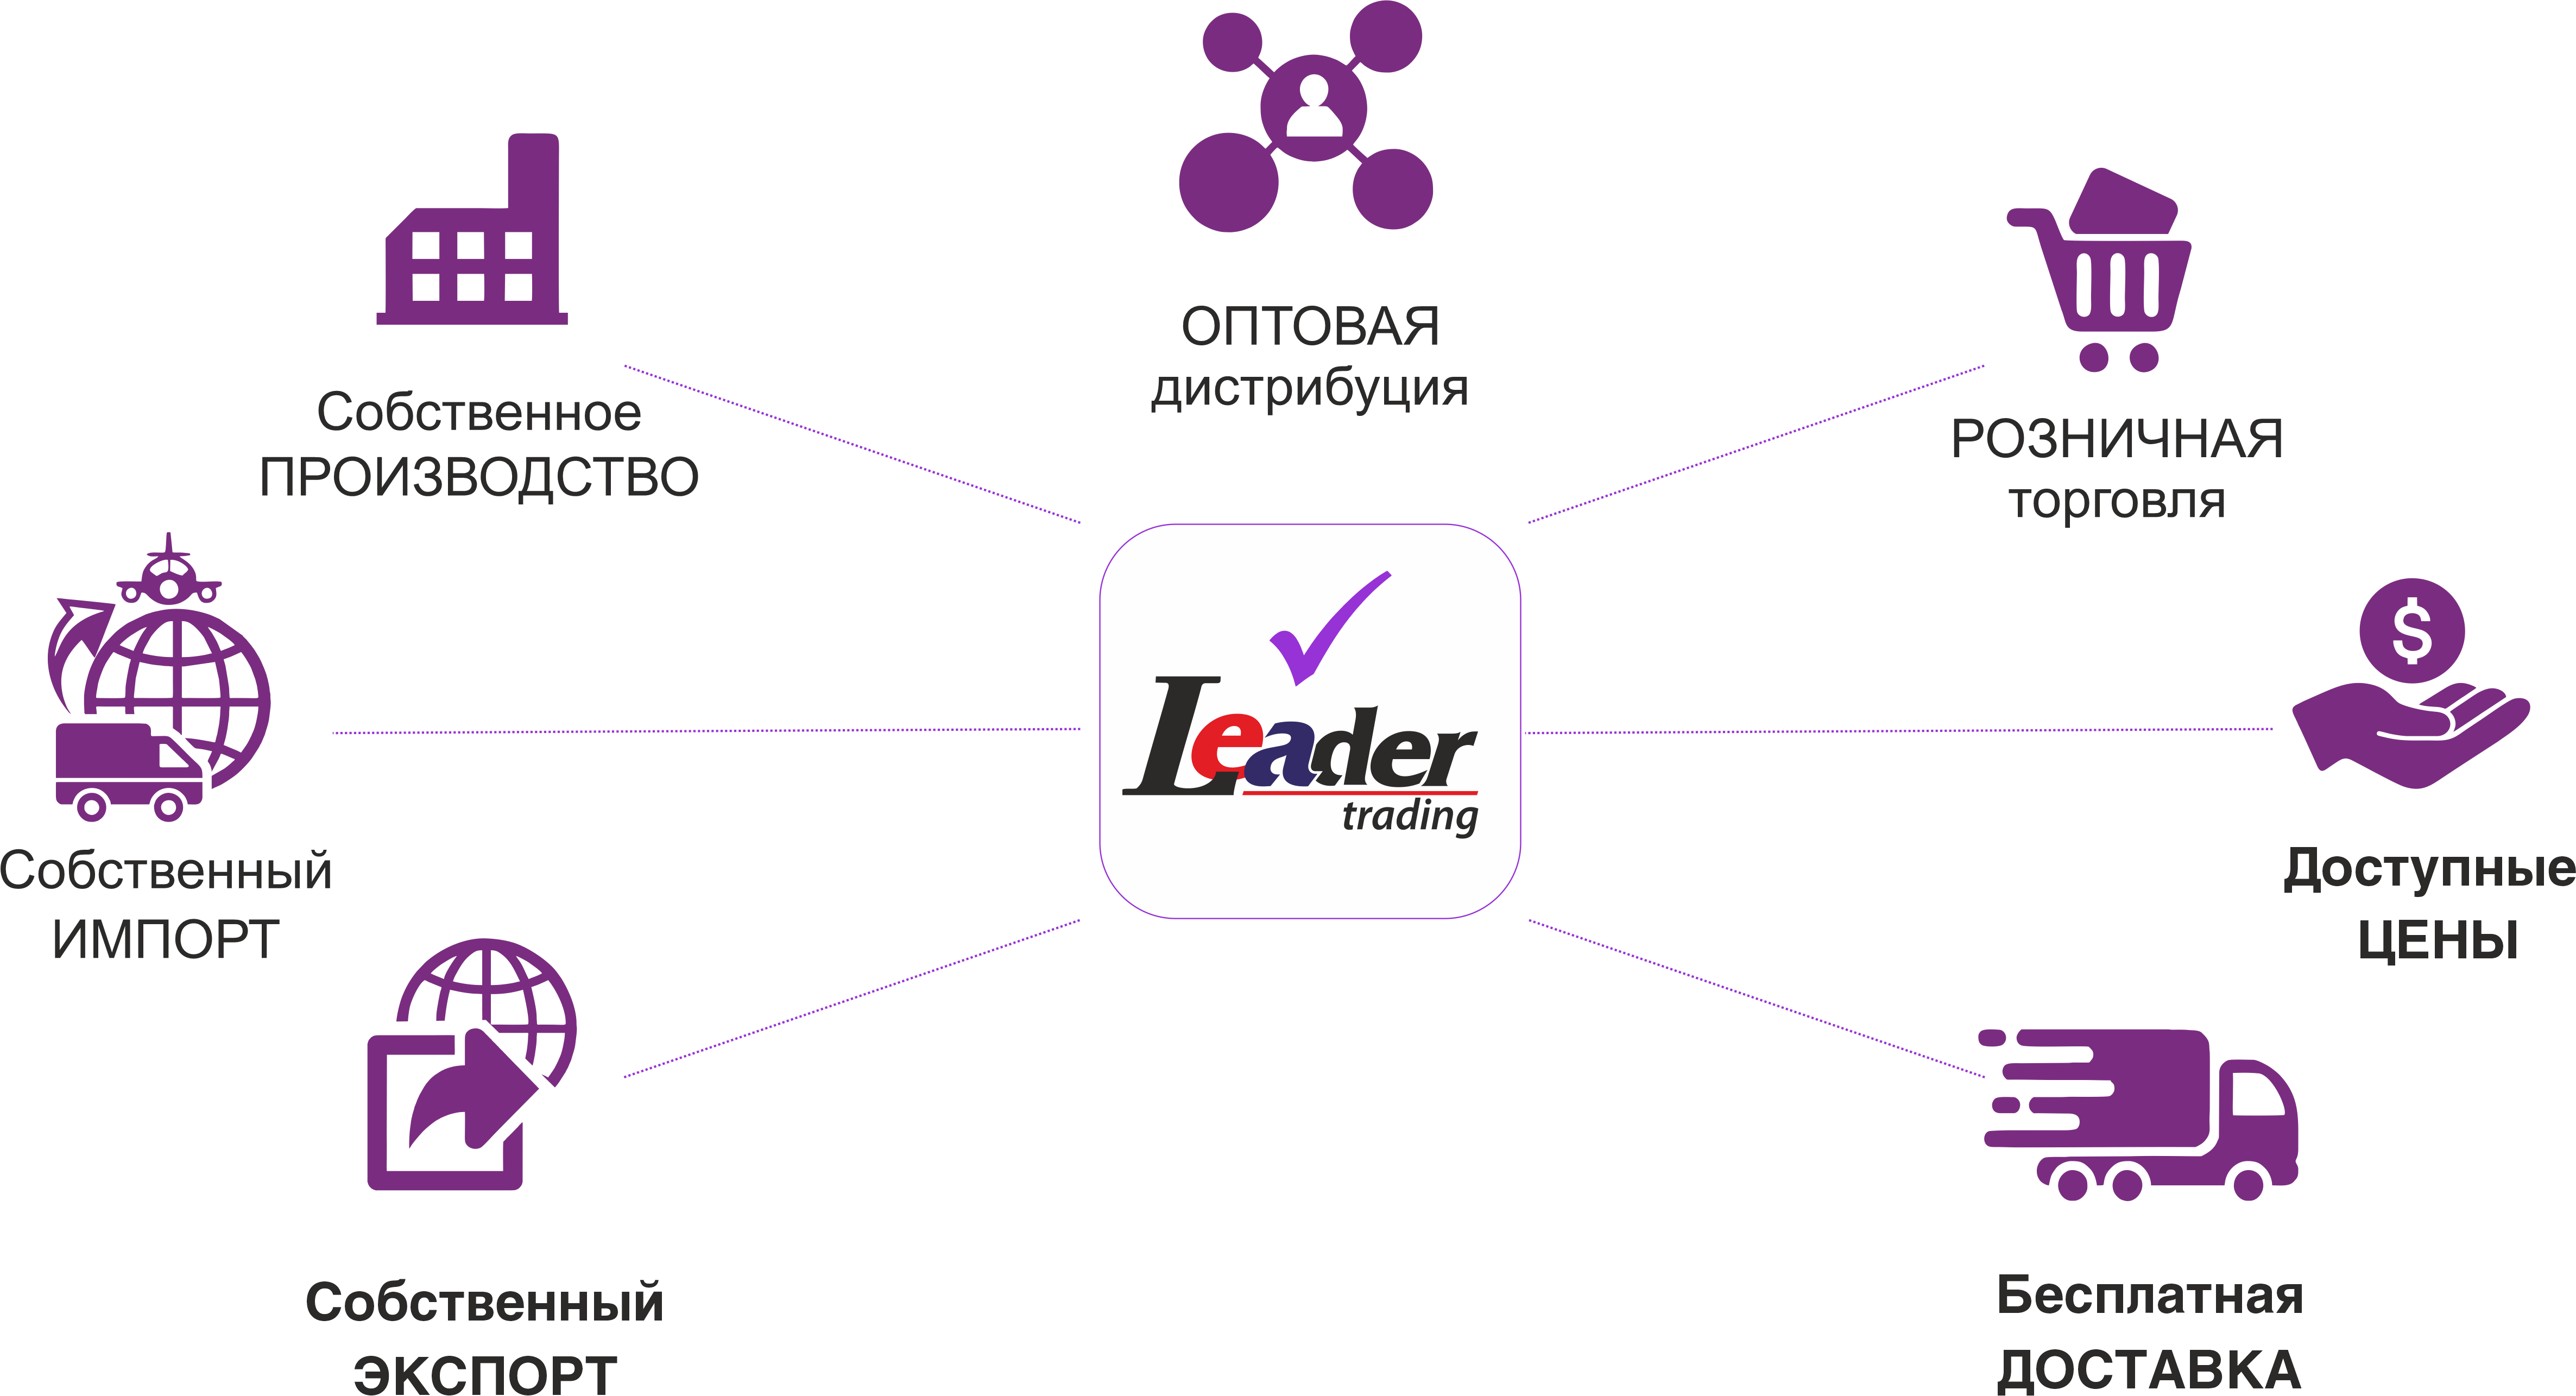 ОПТОВАЯ
дистрибуция
Собственное
ПРОИЗВОДСТВО
РОЗНИЧНАЯ
торговля
Leader
trading
$
Собственный
ИМПОРТ
Доступные
ЦЕНЫ
Собственный
ЭКСПОРТ
Бесплатная
ДОСТАВКА